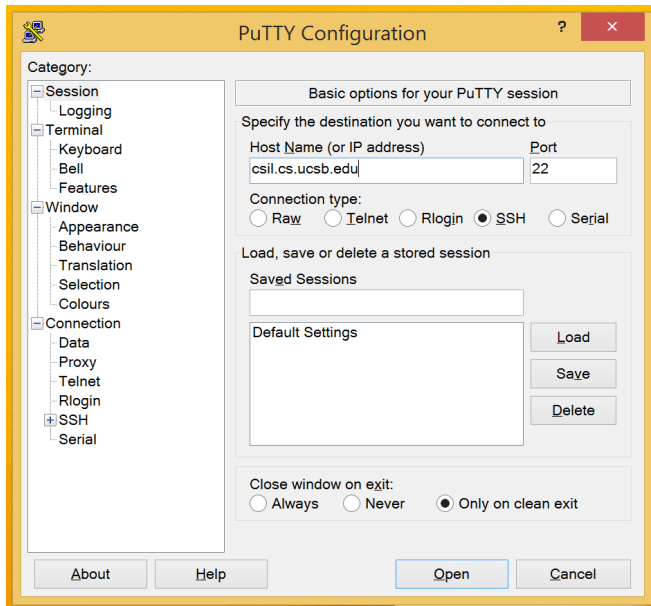 PuTTY Configuration
?
×
Category:
Session
Logging
Terminal
Keyboard
Bell
Features
Window
Appearance
Behaviour
Translation
Selection
Colours
Connection
Data
Proxy
Telnet
Rlogin
SSH
Serial
Basic options for your PuTTY session
Specify the destination you want to connect to
Host Name (or IP address) Port
csil.cs.ucsb.edu 22
Connection type:
Raw Telnet Rlogin SSH Serial
Load, save or delete a stored session
Saved Sessions
Default Settings
Load
Save
Delete
Close window on exit:
Always Never Only on clean exit
About Help Open Cancel